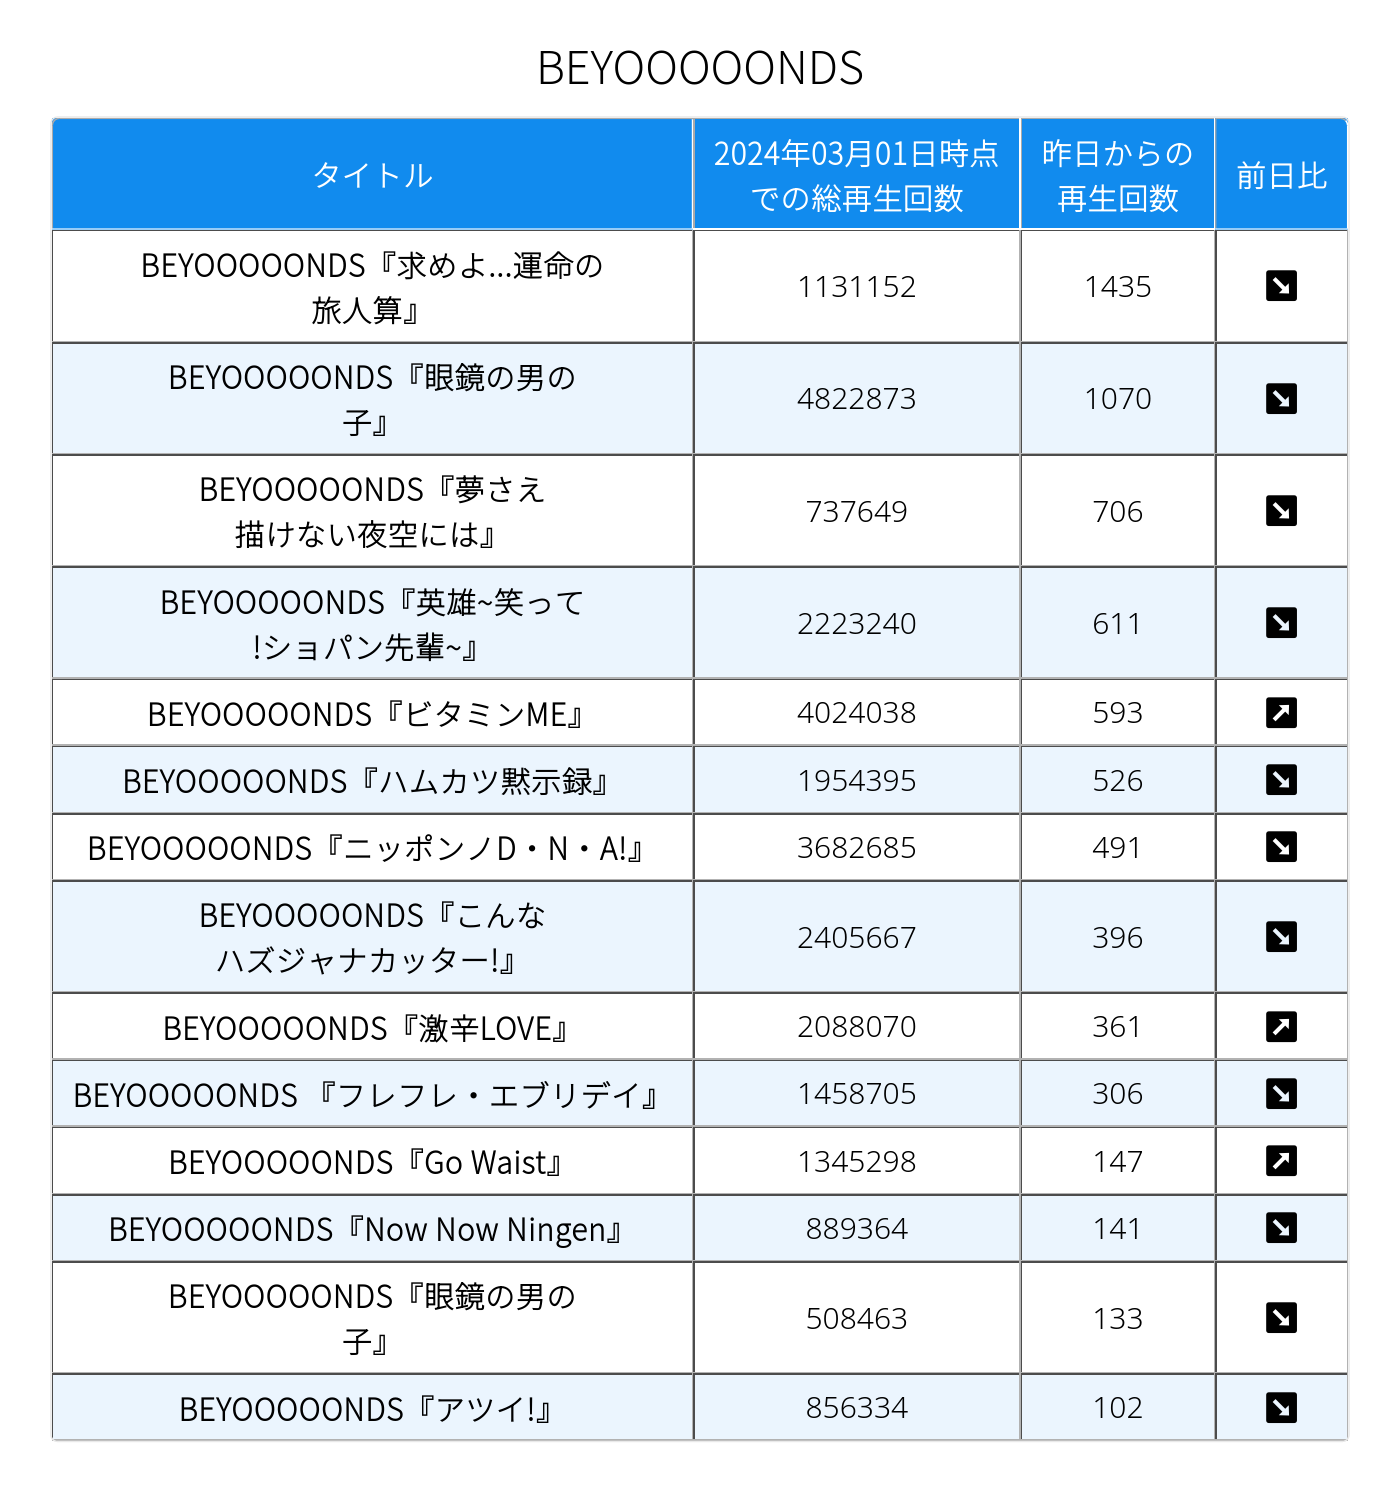 BEYOOOOONDS
タイトル
2024年03月01日時点
での総再生回数
昨日からの
再生回数
前日比
BEYOOOOONDS『求めよ...運命の
旅人算』
1131152
1435
BEYOOOOONDS『眼鏡の男の
子』
4822873
1070
BEYOOOOONDS『夢さえ
描けない夜空には』
737649
706
BEYOOOOONDS『英雄~笑って
!ショパン先輩~』
2223240
611
BEYOOOOONDS『ビタミンME』
4024038
593
BEYOOOOONDS『ハムカツ黙示録』
1954395
526
BEYOOOOONDS『ニッポンノD・N・A!』
3682685
491
BEYOOOOONDS『こんな
ハズジャナカッター!』
2405667
396
BEYOOOOONDS『激辛LOVE』
2088070
361
BEYOOOOONDS 『フレフレ・エブリデイ』
1458705
306
BEYOOOOONDS『Go Waist』
1345298
147
BEYOOOOONDS『Now Now Ningen』
889364
141
BEYOOOOONDS『眼鏡の男の
子』
508463
133
BEYOOOOONDS『アツイ!』
856334
102